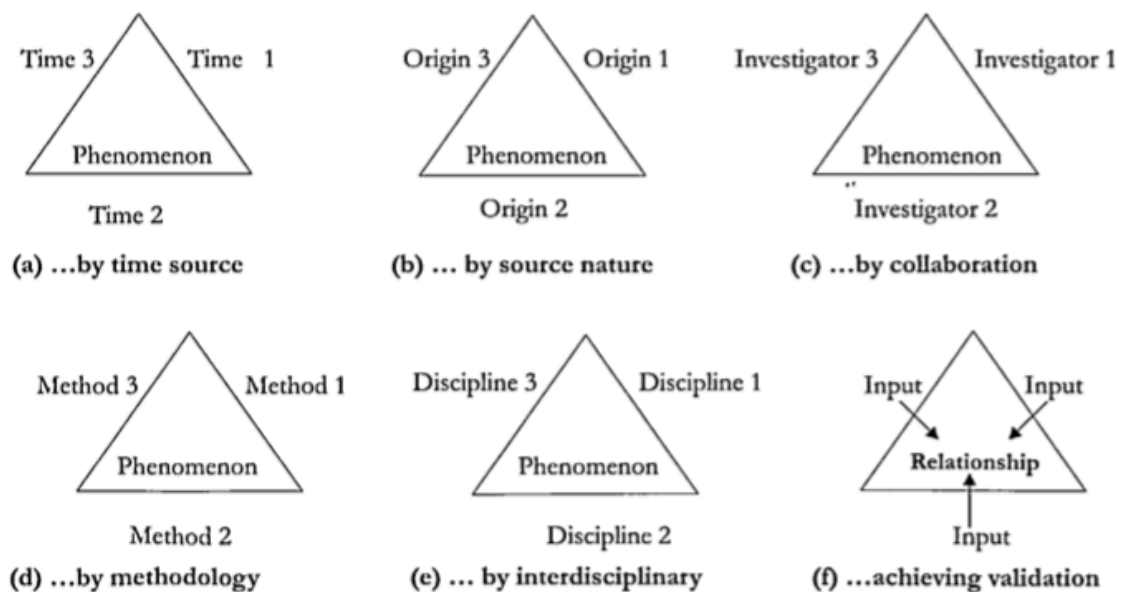 Time 3 Time 1 Origin 3 Origin 1 Investigator 3 Investigator 1
Phenomenon Phenomenon Phenomenon
Time 2 Origin 2 Investigator 2
(a) ...by time source (b) ... by source nature (c) ...by collaboration
Method 3 Method 1 Discipline 3 Discipline 1 Input Input
Phenomenon Phenomenon Relationship
Method 2 Discipline 2 Input
(d) ...by methodology (e) ... by interdisciplinary (f) ...achieving validation